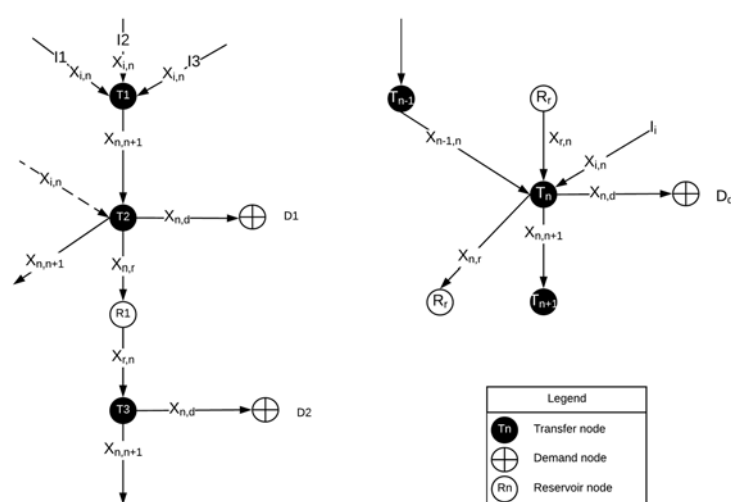 I2
I1
I3
Xi,n
Xi,n
Xi,n
T1
Xn,n+1
Xi,n
T2
Xn,d
D1
Xn,n+1
Xn,r
R1
Xr,n
T3
Xn,d
D2
Xn,n+1
Tn-1
Rr
Xn-1,n
Xr,n
Ii
Xi,n
Tn
Xn,d
Xn,n+1
Xn,r
Rr
Tn+1
Legend
Tn
Transfer node
Demand node
Rn
Reservoir node